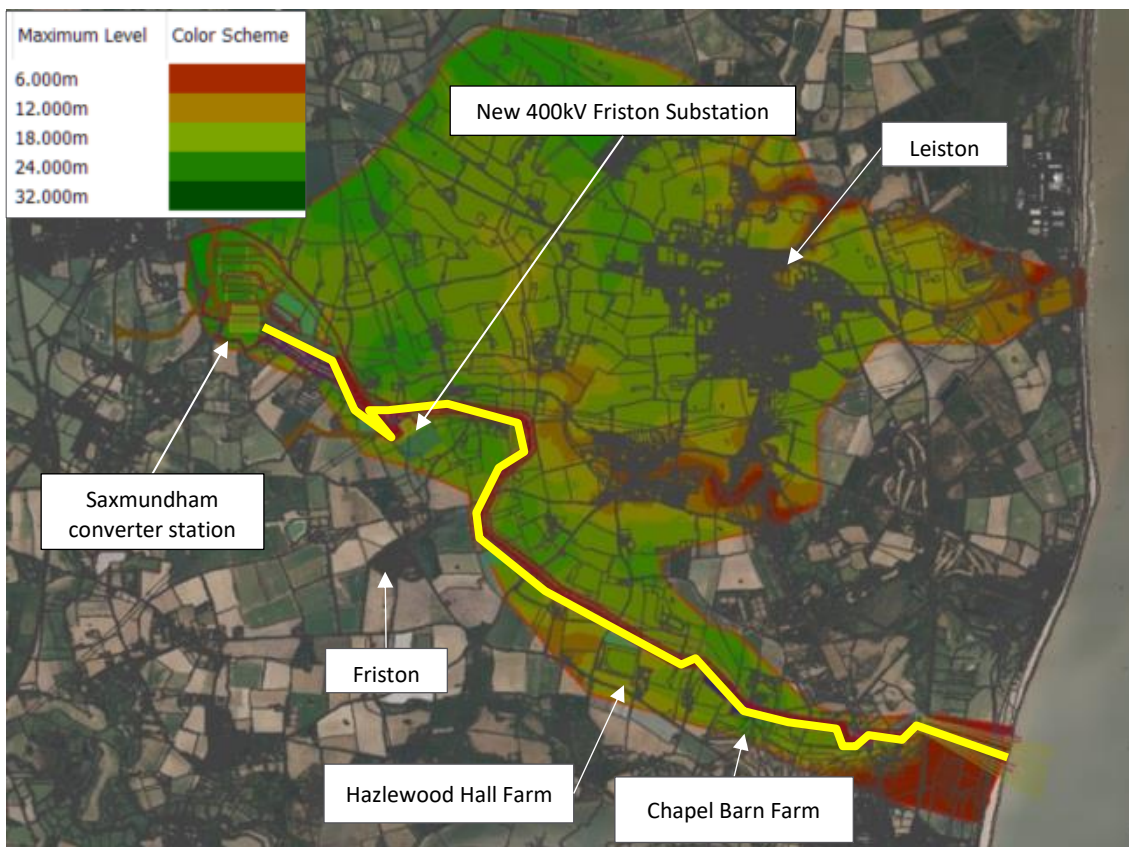 Maximum Level Color Scheme
6.000m
12.000m
18.000m
24.000m
32.000m
New 400kV Friston Substation
Leiston
Saxmundham
converter station
Friston
Hazlewood Hall Farm
Chapel Barn Farm